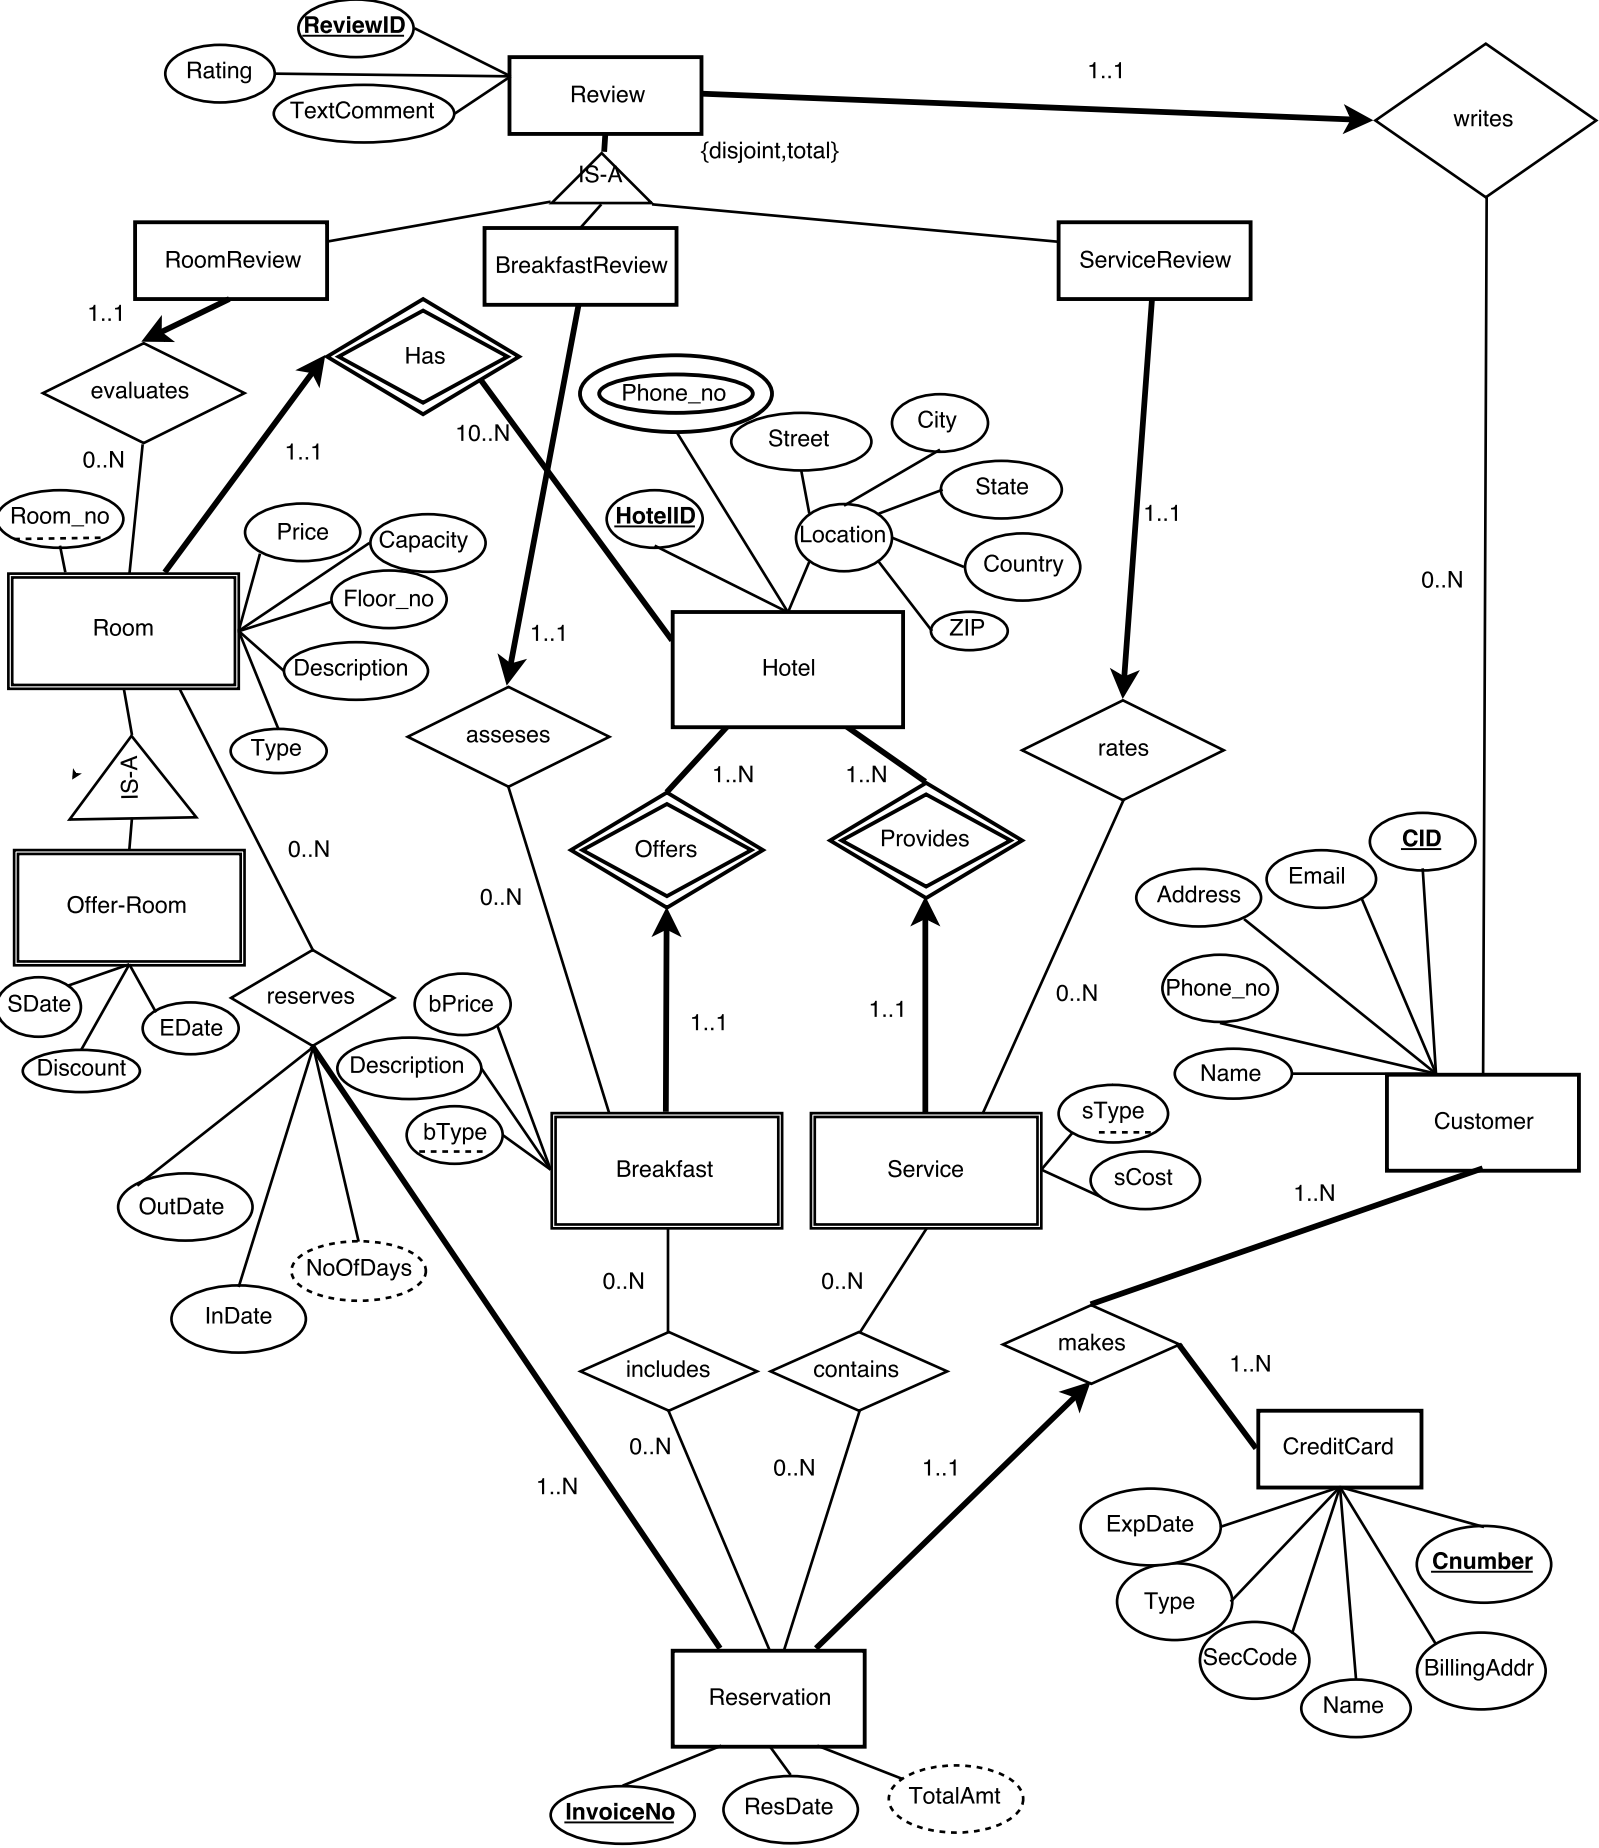 ReviewID
Rating
TextComment
Review
1..1
writes
{disjoint,total}
IS-A
RoomReview
BreakfastReview
ServiceReview
1..1
Has
evaluates
Phone_no
City
Street
10..N
0..N
1..1
State
Room_no
HotelID
1..1
Price
Capacity
Location
Country
0..N
Floor_no
Room
1..1
ZIP
Description
Hotel
Type
asseses
rates
IS-A
1..N
1..N
Offers
Provides
CID
0..N
Email
0..N
Address
Offer-Room
Phone_no
0..N
reserves
SDate
bPrice
1..1
1..1
EDate
Discount
Description
Name
bType
sType
Customer
Breakfast
Service
sCost
1..N
OutDate
NoOfDays
0..N
0..N
InDate
makes
includes
contains
1..N
0..N
CreditCard
0..N
1..1
1..N
ExpDate
Cnumber
Type
SecCode
BillingAddr
Reservation
Name
TotalAmt
InvoiceNo
ResDate